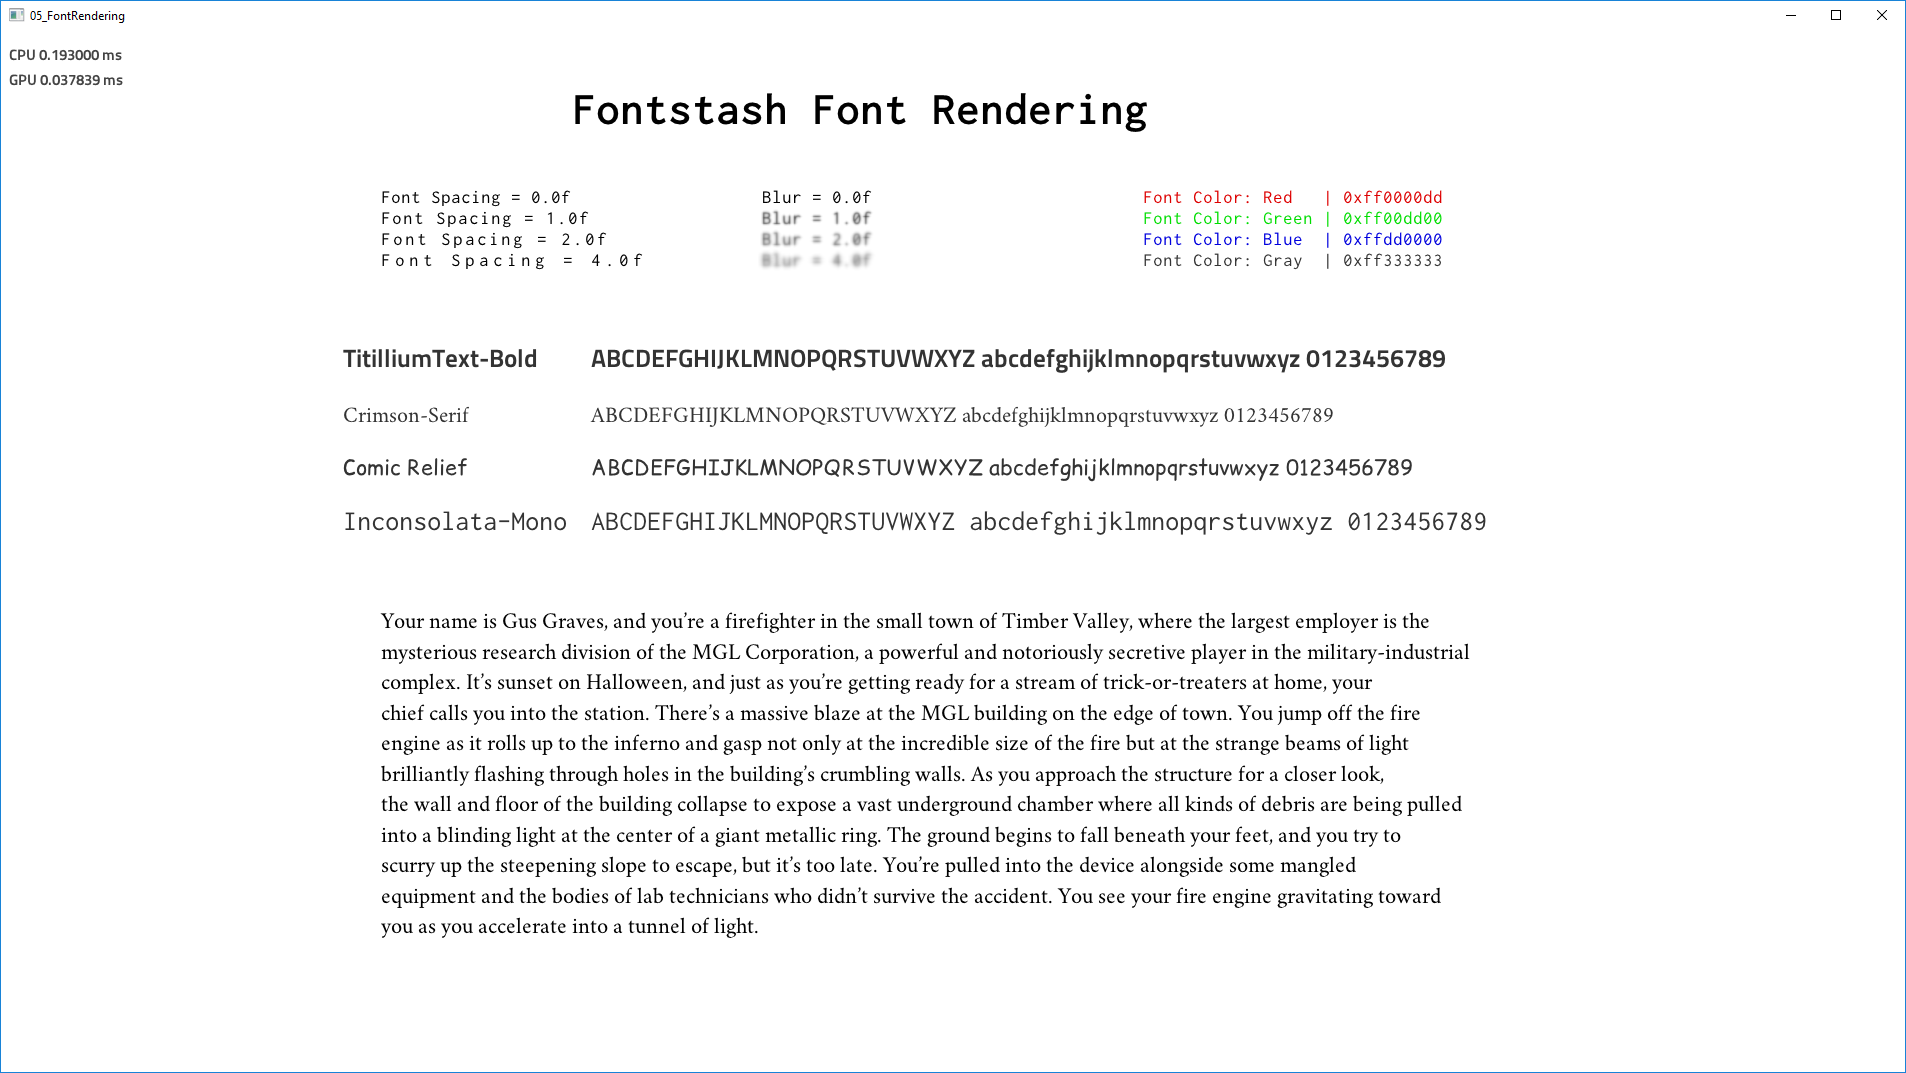 05_FontRendering
CPU 0.193000 ms
GPU 0.037839 ms
Fontstash Font Rendering
Font Spacing = 0.0f
Font Spacing = 1.0f
Font Spacing = 2.0f
Font Spacing = 4.0f
Blur = 0.0f
Blur = 1.0f
Blur = 2.0f
Blur = 4.0f
Font Color: Red | 0xff0000dd
Font Color: Green | 0xff00dd00
Font Color: Blue | 0xffdd0000
Font Color: Gray | 0xff333333
TitilliumText-Bold ABCDEFGHIJKLMNOPQRSTUVWXYZ abcdefghijklmnopqrstuvwxyz 0123456789
Crimson-Serif ABCDEFGHIJKLMNOPQRSTUVWXYZ abcdefghijklmnopqrstuvwxyz 0123456789
Comic Relief ABCDEFGHIJKLMNOPQRSTUVWXYZ abcdefghijklmnopqrstuvwxyz 0123456789
Inconsolata-Mono ABCDEFGHIJKLMNOPQRSTUVWXYZ abcdefghijklmnopqrstuvwxyz 0123456789
Your name is Gus Graves, and you’re a firefighter in the small town of Timber Valley, where the largest employer is the
mysterious research division of the MGL Corporation, a powerful and notoriously secretive player in the military-industrial
complex. It’s sunset on Halloween, and just as you’re getting ready for a stream of trick-or-treaters at home, your
chief calls you into the station. There’s a massive blaze at the MGL building on the edge of town. You jump off the fire
engine as it rolls up to the inferno and gasp not only at the incredible size of the fire but at the strange beams of light
brilliantly flashing through holes in the building’s crumbling walls. As you approach the structure for a closer look,
the wall and floor of the building collapse to expose a vast underground chamber where all kinds of debris are being pulled
into a blinding light at the center of a giant metallic ring. The ground begins to fall beneath your feet, and you try to
scurry up the steepening slope to escape, but it’s too late. You’re pulled into the device alongside some mangled
equipment and the bodies of lab technicians who didn’t survive the accident. You see your fire engine gravitating toward
you as you accelerate into a tunnel of light.